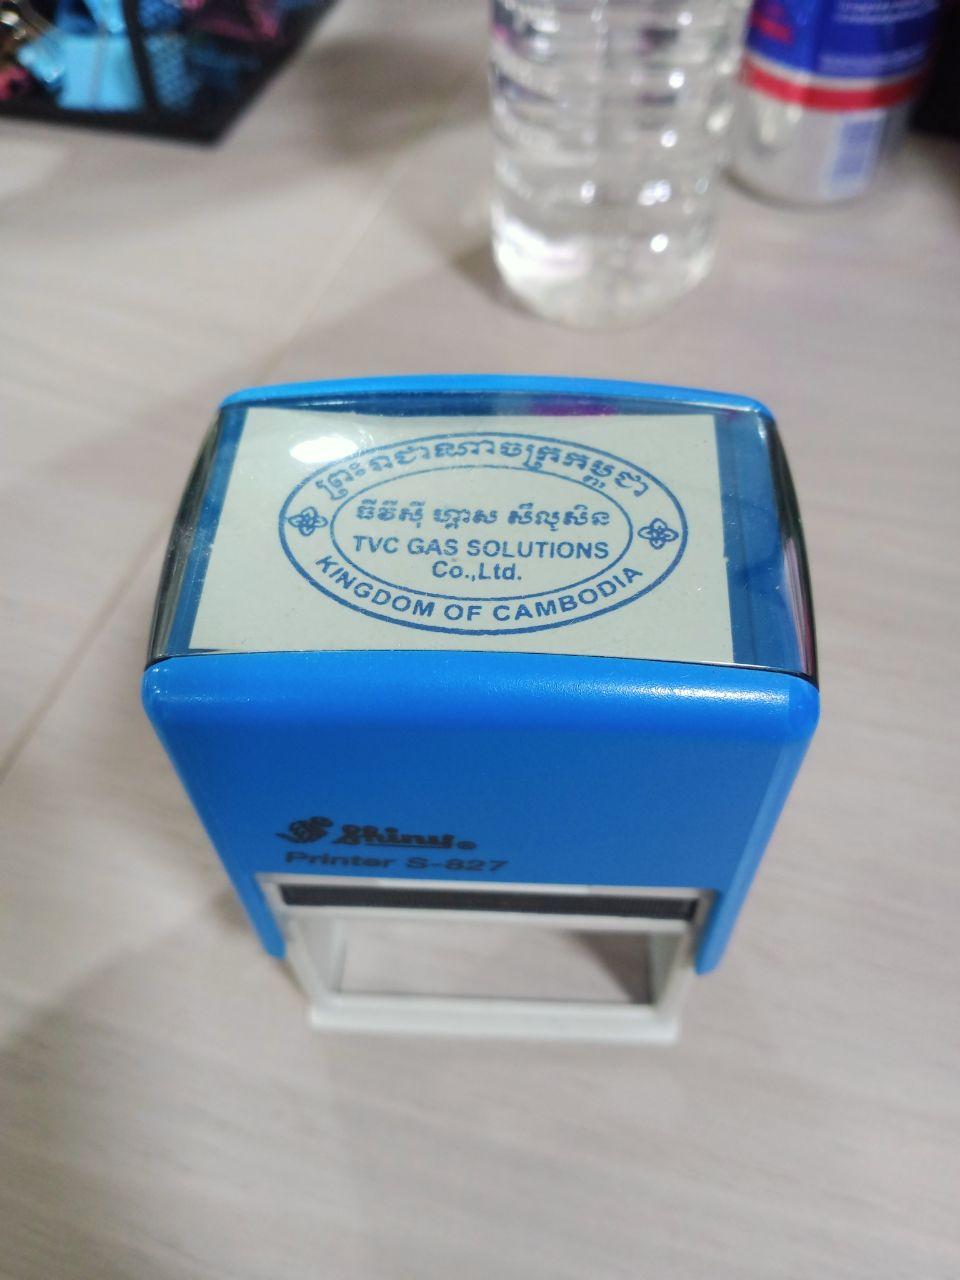 ព្រះរាជាណាចក្រកម្ពុជា
ធីវីស៊ី ហ្គាស សឹលូសិន
TVC GAS SOLUTIONS
Co.,Ltd.
KINGDOM OF CAMBODIA
Shiny®
Printer S-827